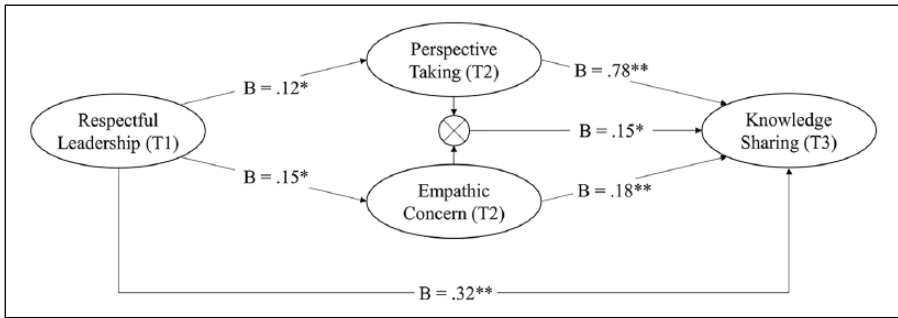 Perspective
Taking (T2)
B = .12*
B = .78**
Respectful
Leadership (T1)
B = .15*
Knowledge
Sharing (T3)
B = .15*
Empathic
Concern (T2)
B = .18**
B = .32**